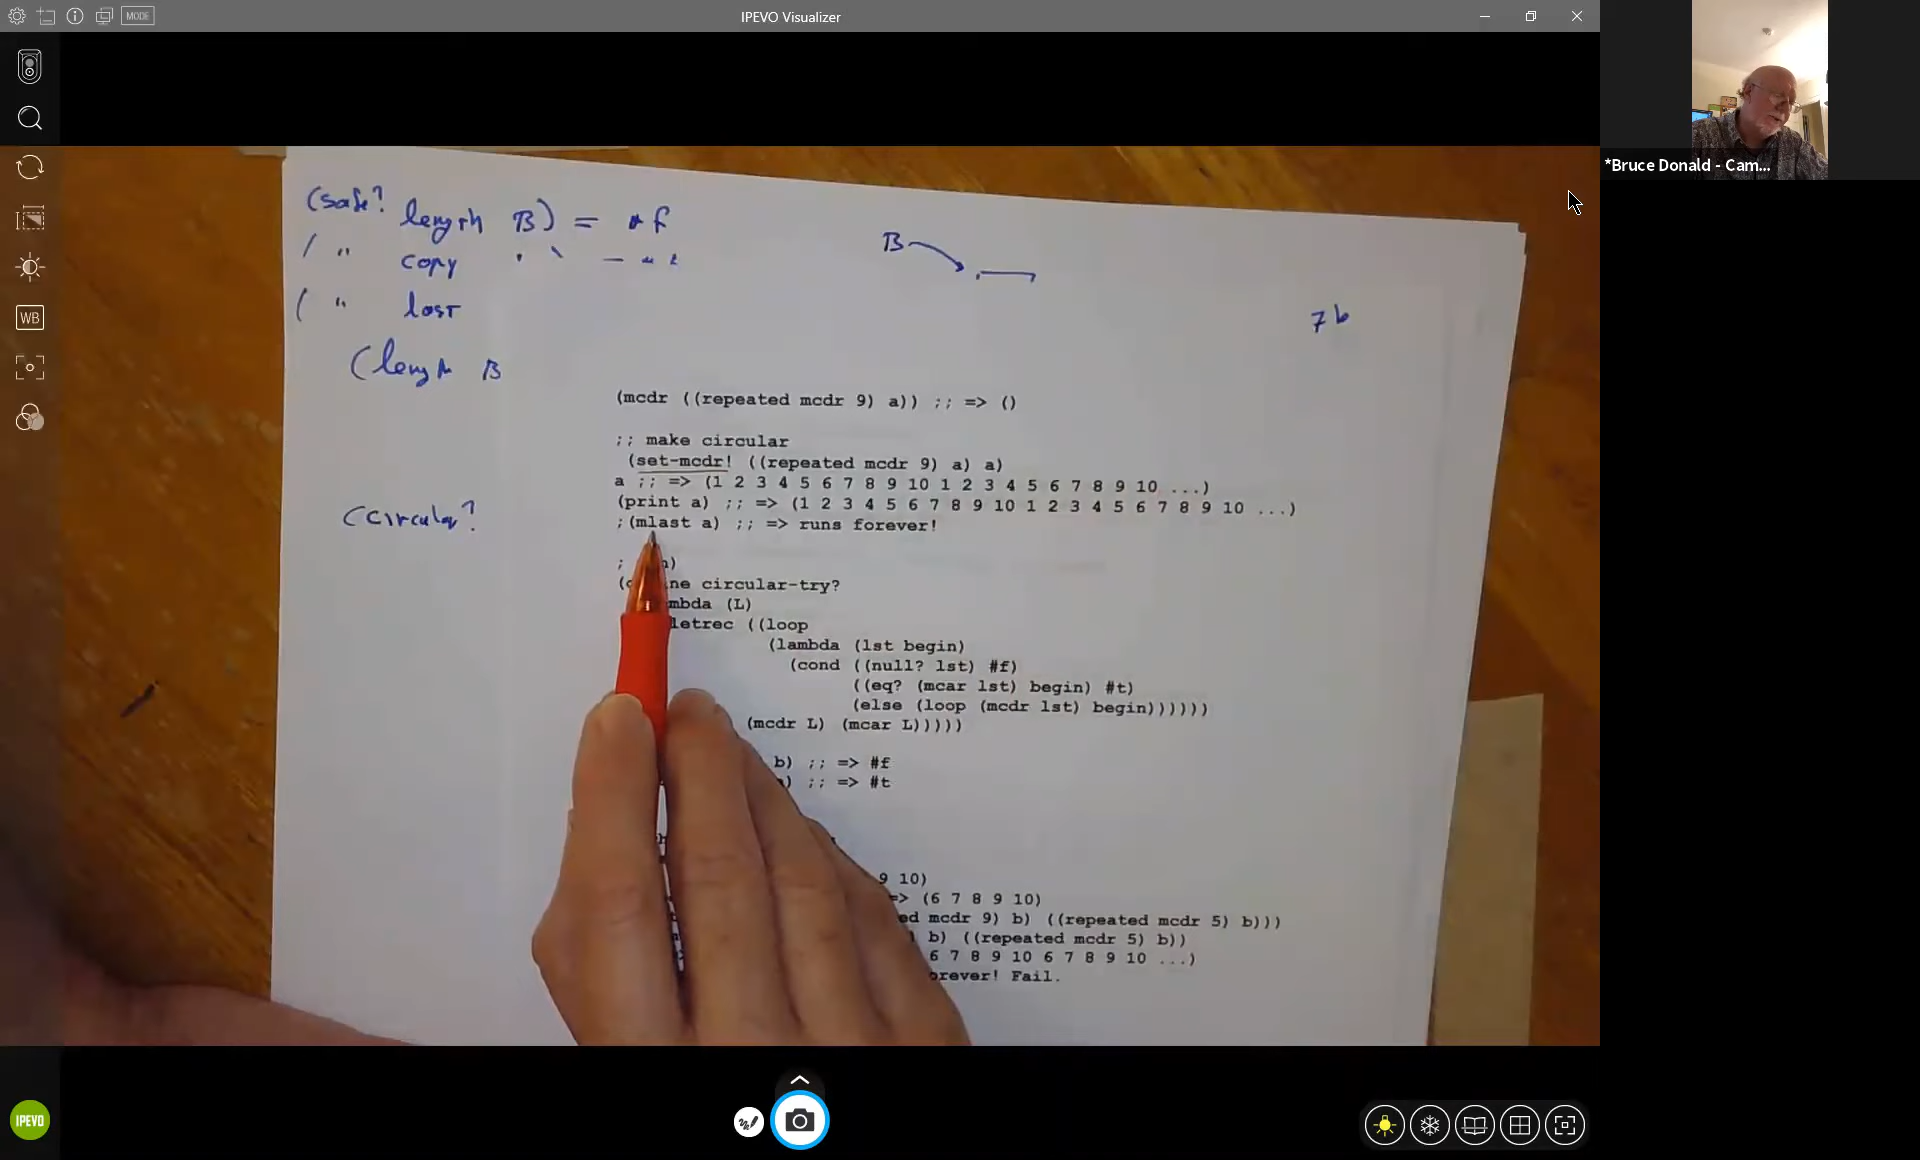 MODE
IPEVO Visualizer
*Bruce Donald - Cam...
WB
(safe? length B) = #f
/ " copy
( " last
(length B
B
7b
(circular?
(mcdr ((repeated mcdr 9) a)) ;; => ()
;; make circular
(set-mcdr! ((repeated mcdr 9) a) a)
a ;; => (1 2 3 4 5 6 7 8 9 10 1 2 3 4 5 6 7 8 9 10 ...)
(print a) ;; => (1 2 3 4 5 6 7 8 9 10 1 2 3 4 5 6 7 8 9 10 ...)
;(mlast a) ;; => runs forever!
;
circular-try?
(L)
letrec ((loop
(lambda (lst begin)
(cond ((null? lst) #f)
((eq? (mcar lst) begin) #t)
(else (loop (mcdr lst) begin))))))
(mcdr L) (mcar L)))))
b) ;; => #f
) ;; => #t
9 10)
=> (6 7 8 9 10)
mcdr 9) b) ((repeated mcdr 5) b)))
b) ((repeated mcdr 5) b))
6 7 8 9 10 6 7 8 9 10 ...)
Fail.
IPEVO